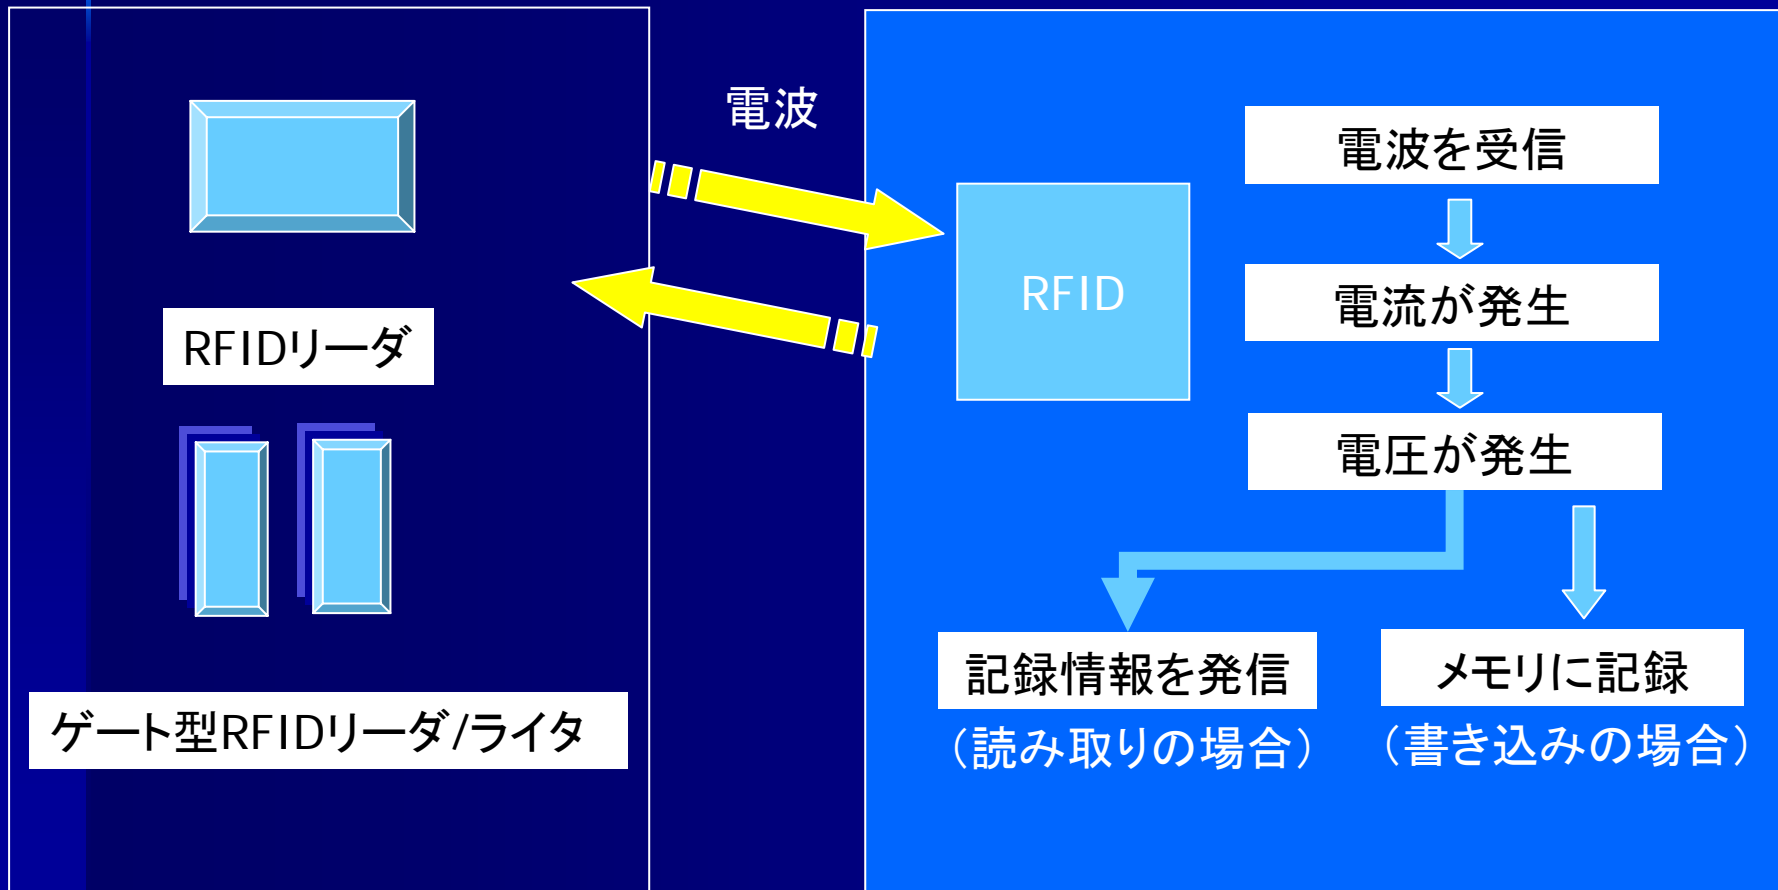 電波
RFIDリーダ
ゲート型RFIDリーダ/ライタ
RFID
電波を受信
電流が発生
電圧が発生
記録情報を発信
（読み取りの場合）
メモリに記録
（書き込みの場合）